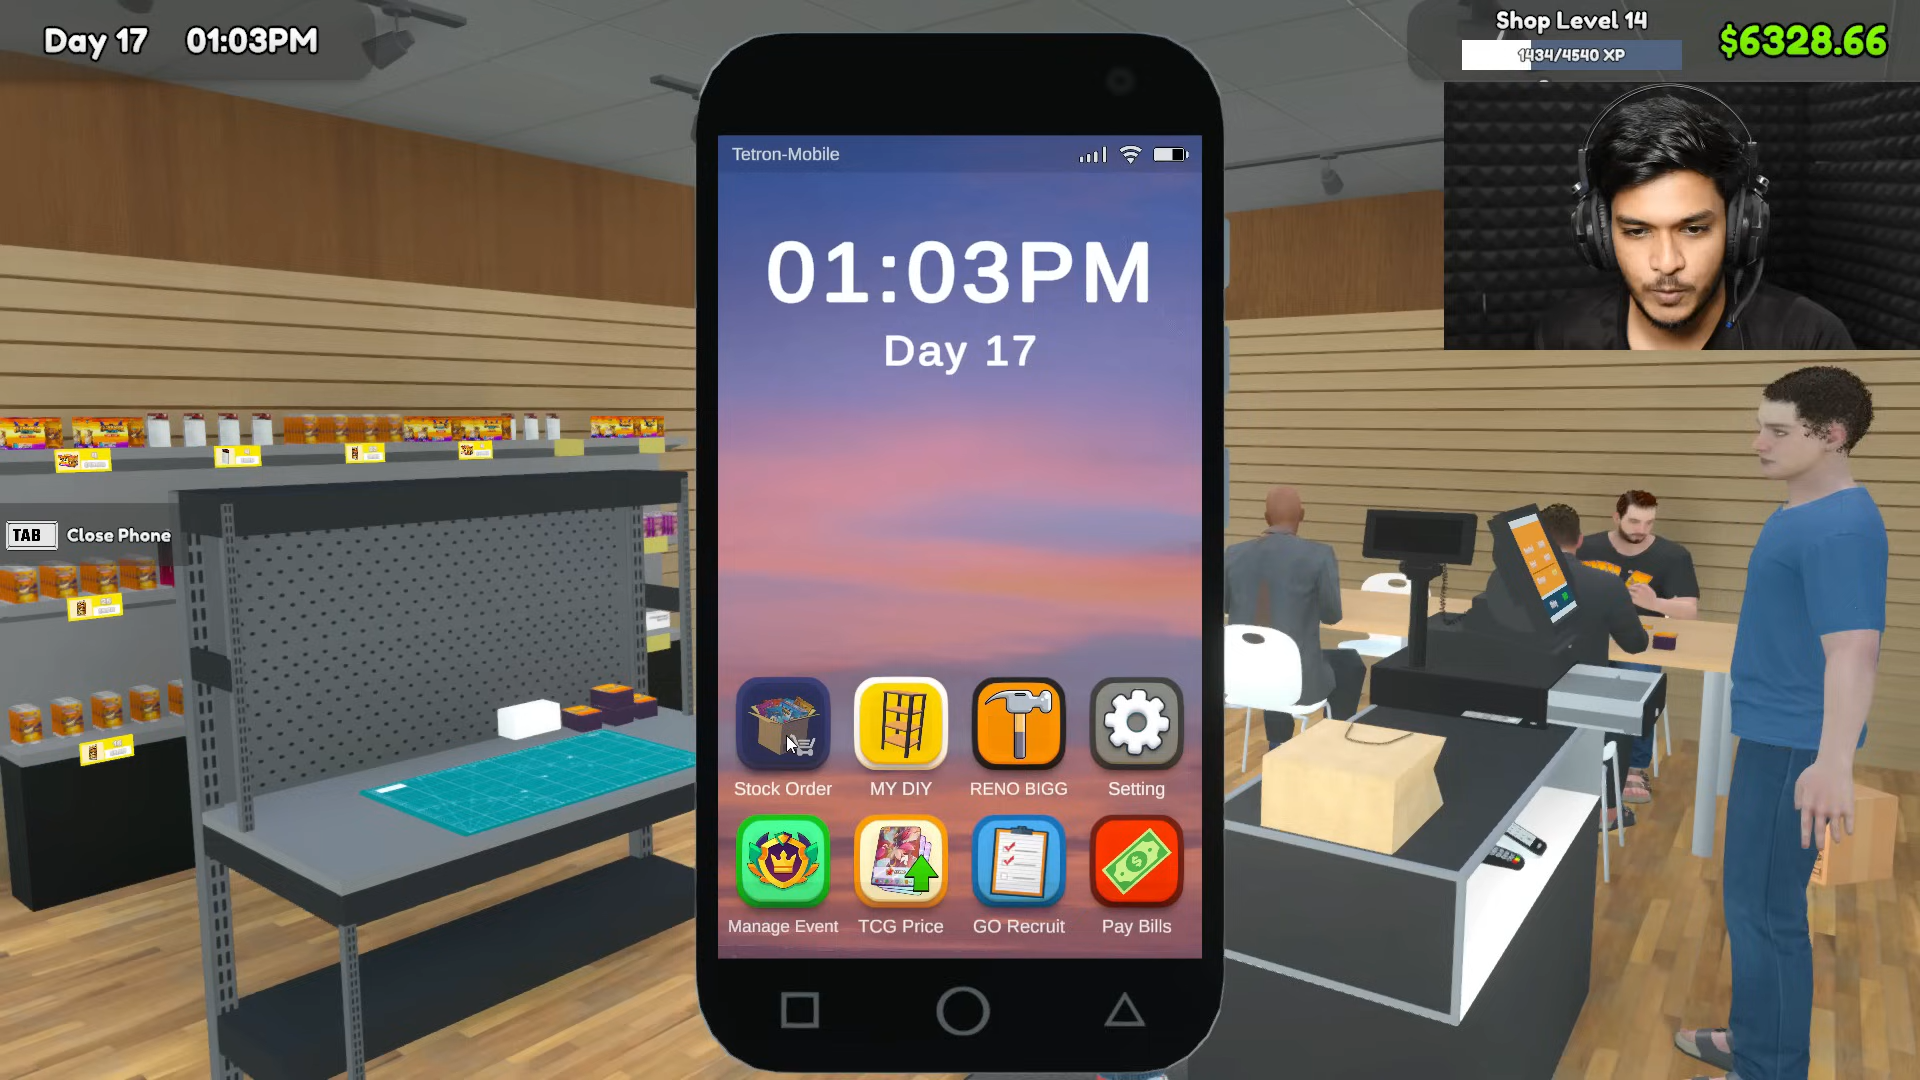 Day 17 01:03PM
Shop Level 14
1434/4540 XP
$6328.66
Tetron-Mobile
01:03PM
Day 17
TAB Close Phone
Stock Order MY DIY RENO BIGG Setting
Manage Event TCG Price GO Recruit Pay Bills